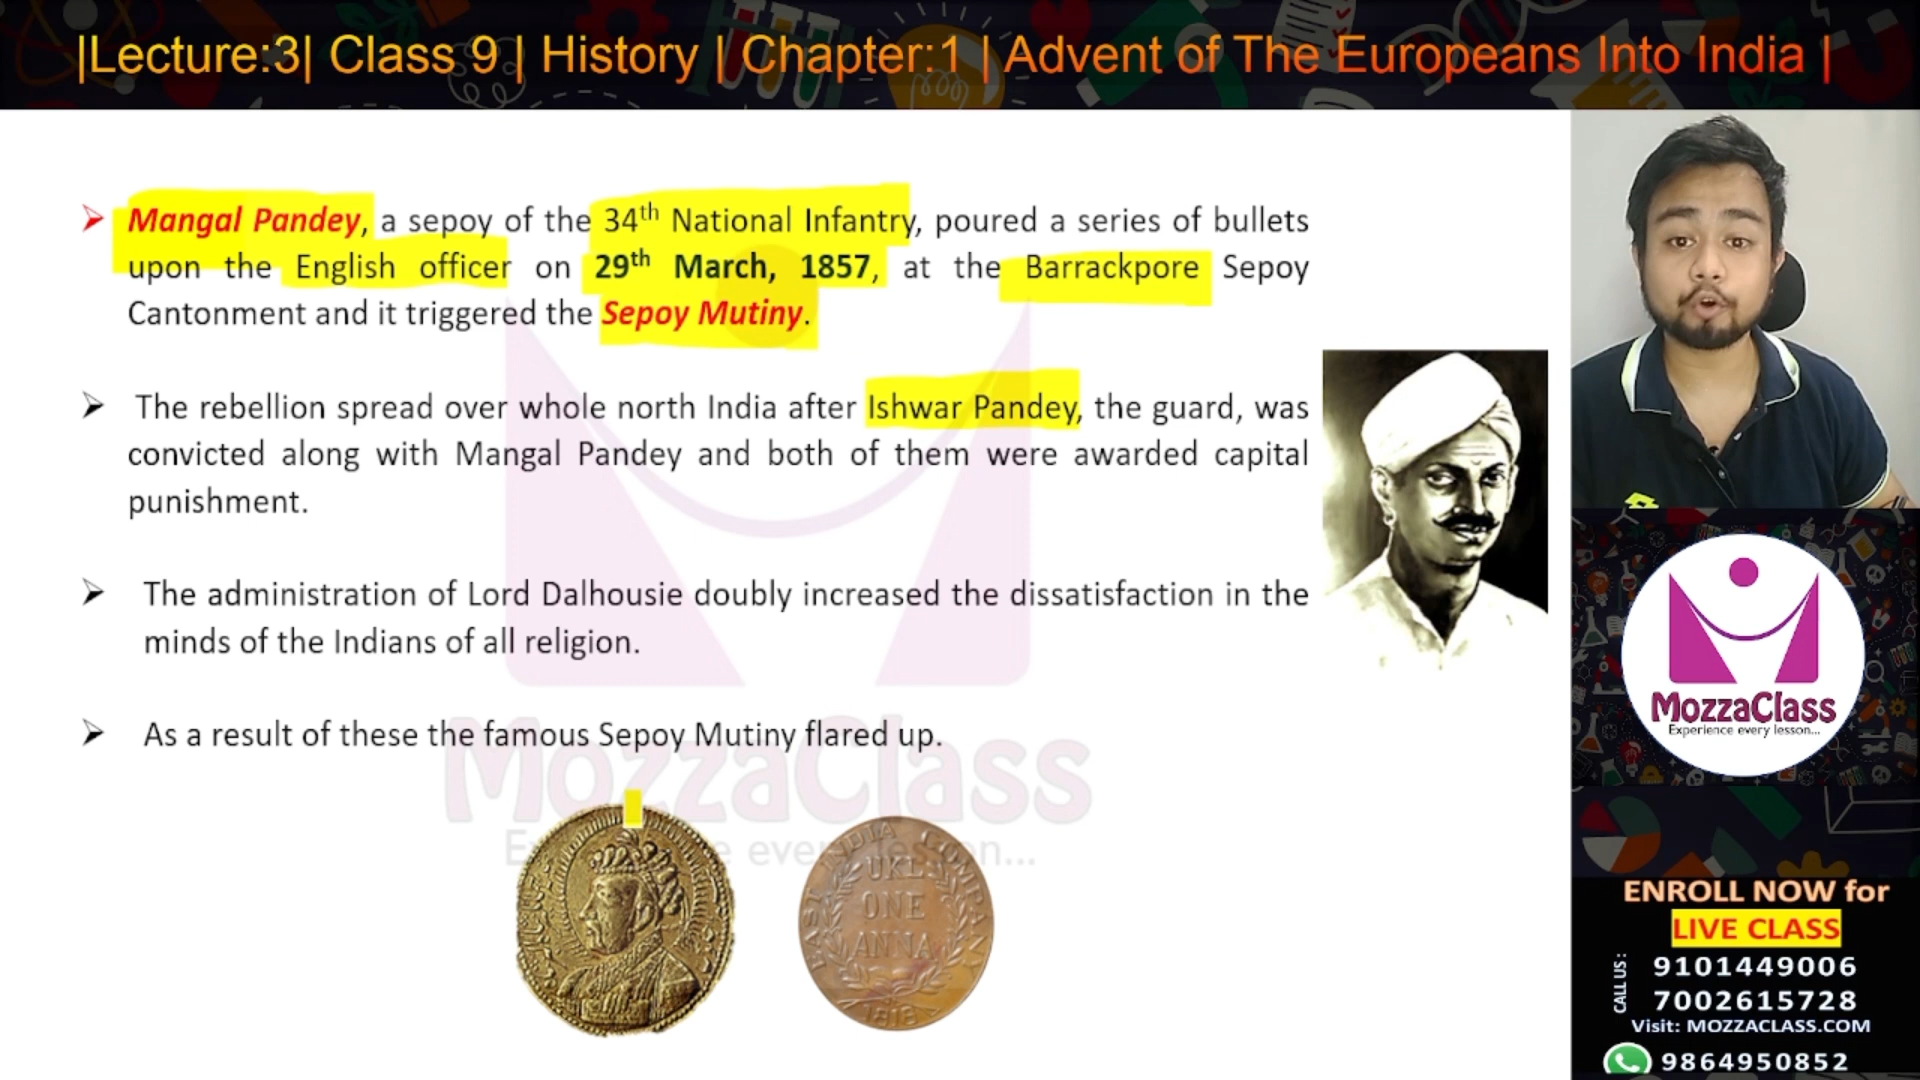 |Lecture:3| Class 9 | History | Chapter:1 | Advent of The Europeans Into India |
Mangal Pandey, a sepoy of the 34th National Infantry, poured a series of bullets
upon the English officer on 29th March, 1857, at the Barrackpore Sepoy
Cantonment and it triggered the Sepoy Mutiny.
The rebellion spread over whole north India after Ishwar Pandey, the guard, was
convicted along with Mangal Pandey and both of them were awarded capital
punishment.
The administration of Lord Dalhousie doubly increased the dissatisfaction in the
minds of the Indians of all religion.
As a result of these the famous Sepoy Mutiny flared up.
MozzaClass
EAST INDIA COMPANY
UKL
ONE
ANNA
1818
MozzaClass
Experience every lesson...
ENROLL NOW for
LIVE CLASS
CALL US :
9101449006
7002615728
Visit: MOZZACLASS.COM
9864950852